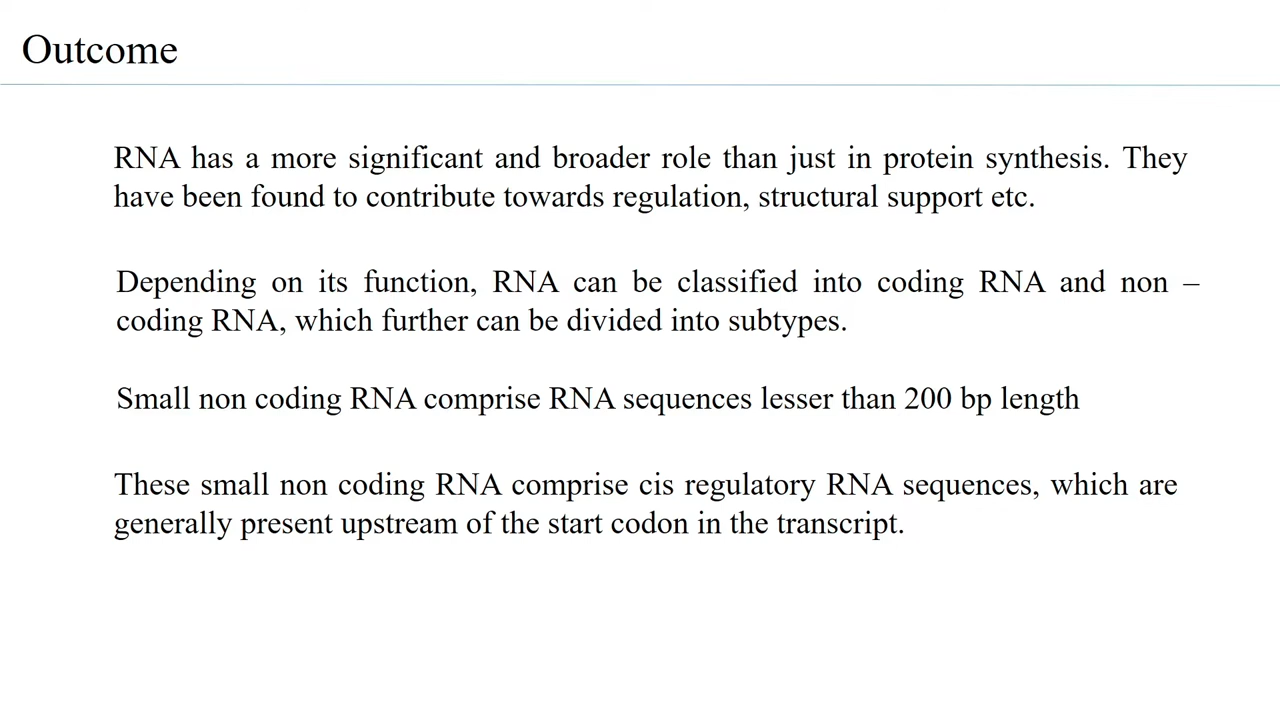 Outcome
RNA has a more significant and broader role than just in protein synthesis. They
have been found to contribute towards regulation, structural support etc.
Depending on its function, RNA can be classified into coding RNA and non –
coding RNA, which further can be divided into subtypes.
Small non coding RNA comprise RNA sequences lesser than 200 bp length
These small non coding RNA comprise cis regulatory RNA sequences, which are
generally present upstream of the start codon in the transcript.